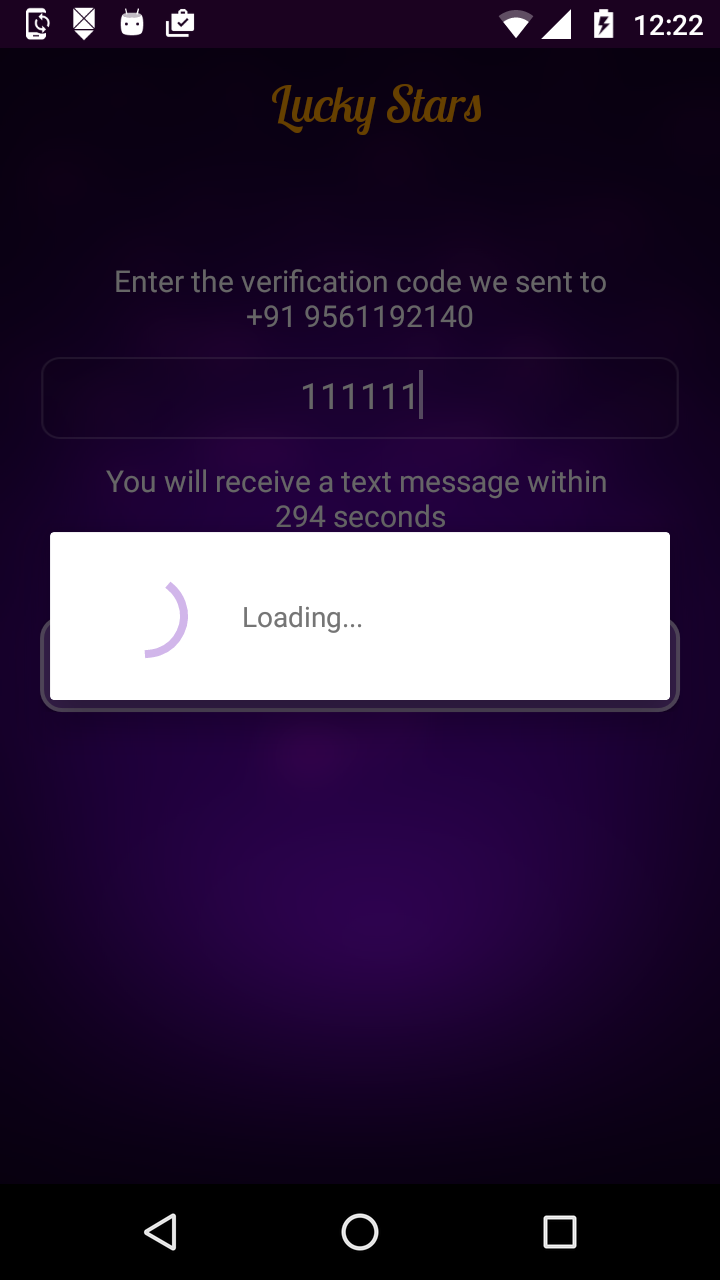 12:22
Lucky Stars
Enter the verification code we sent to
+91 9561192140
111111
You will receive a text message within
294 seconds
Loading...